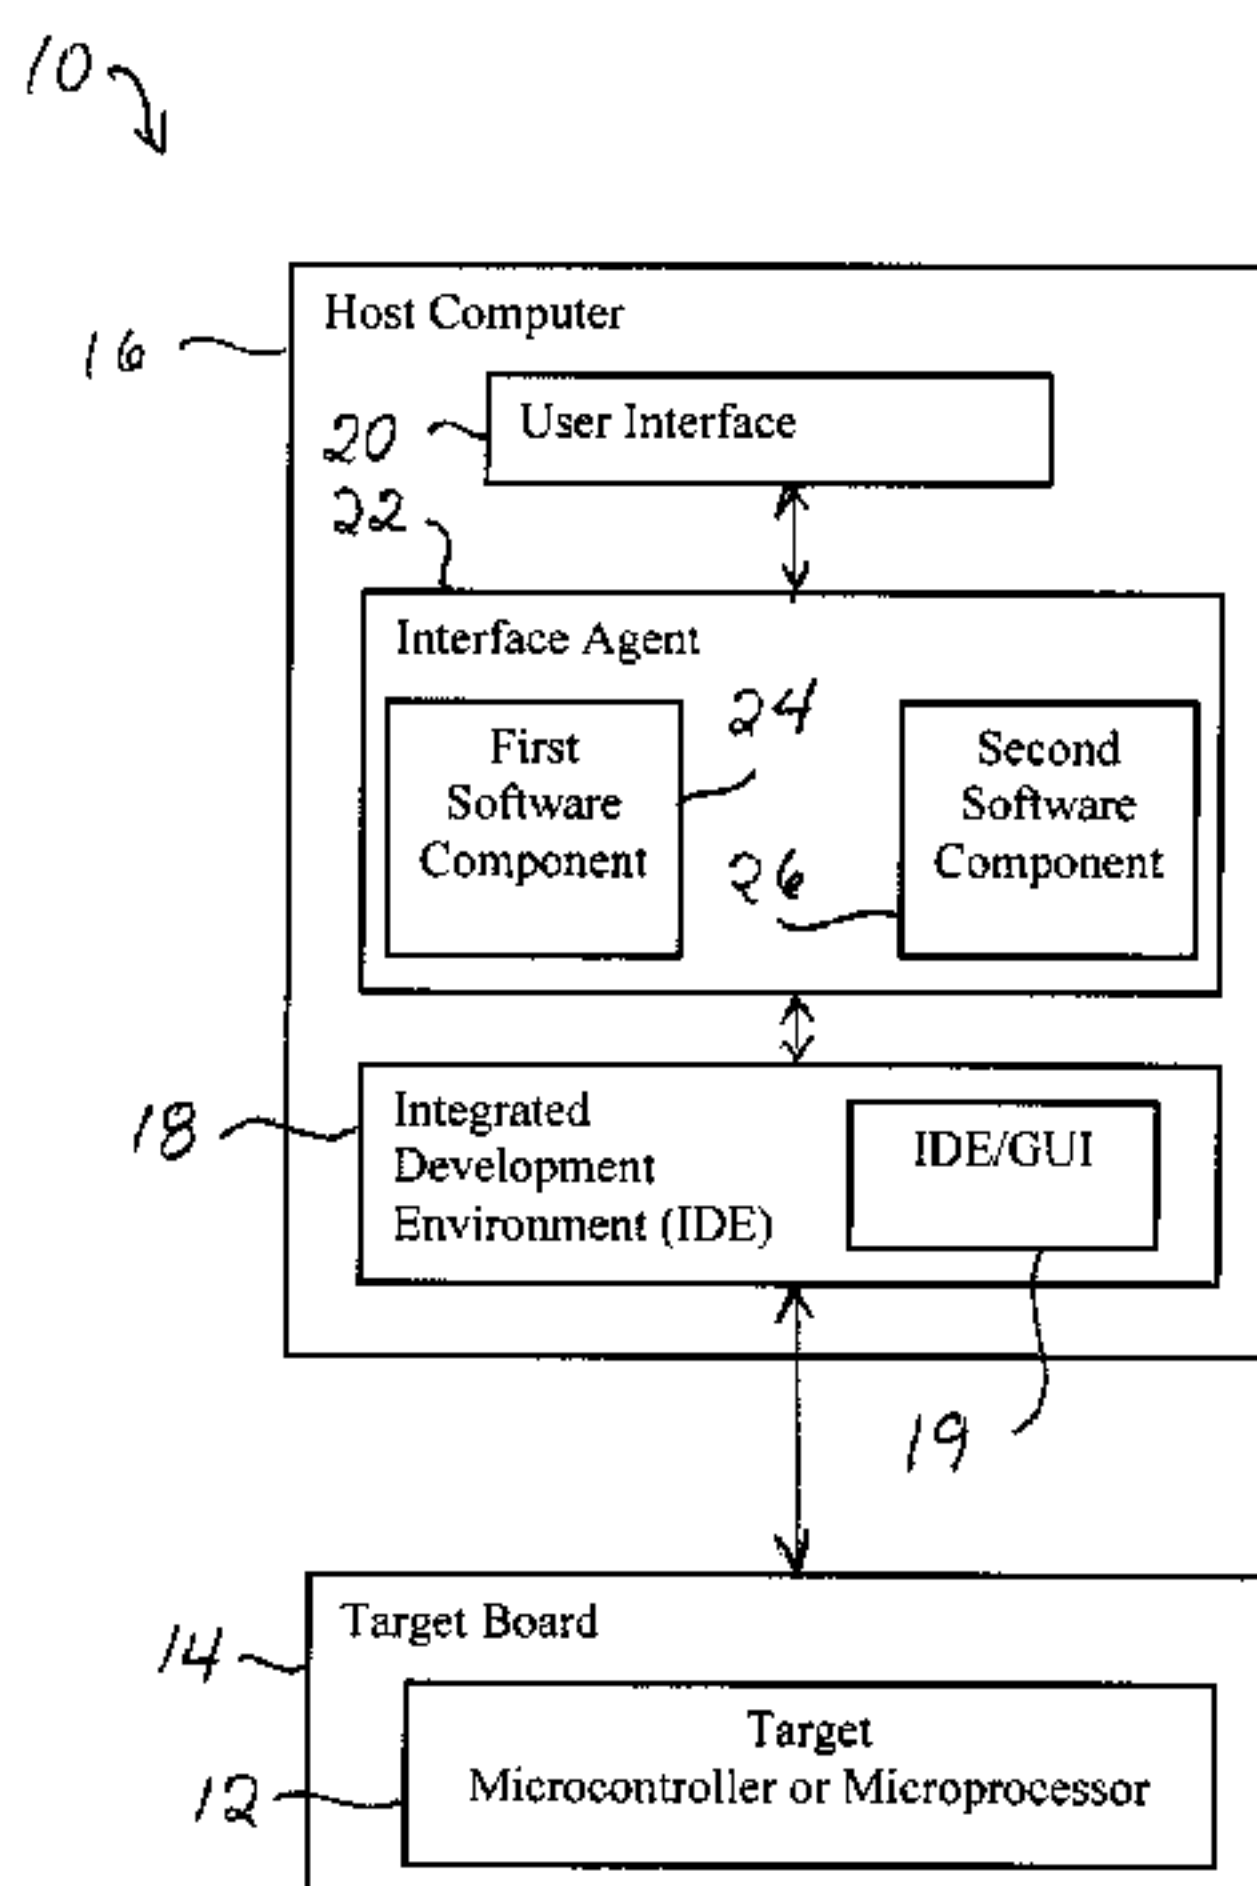 10
Host Computer
16
User Interface
20
22
Interface Agent
First
Software
Component
24
26
Second
Software
Component
18
Integrated
Development
Environment (IDE)
IDE/GUI
19
Target Board
14
Target
Microcontroller or Microprocessor
12